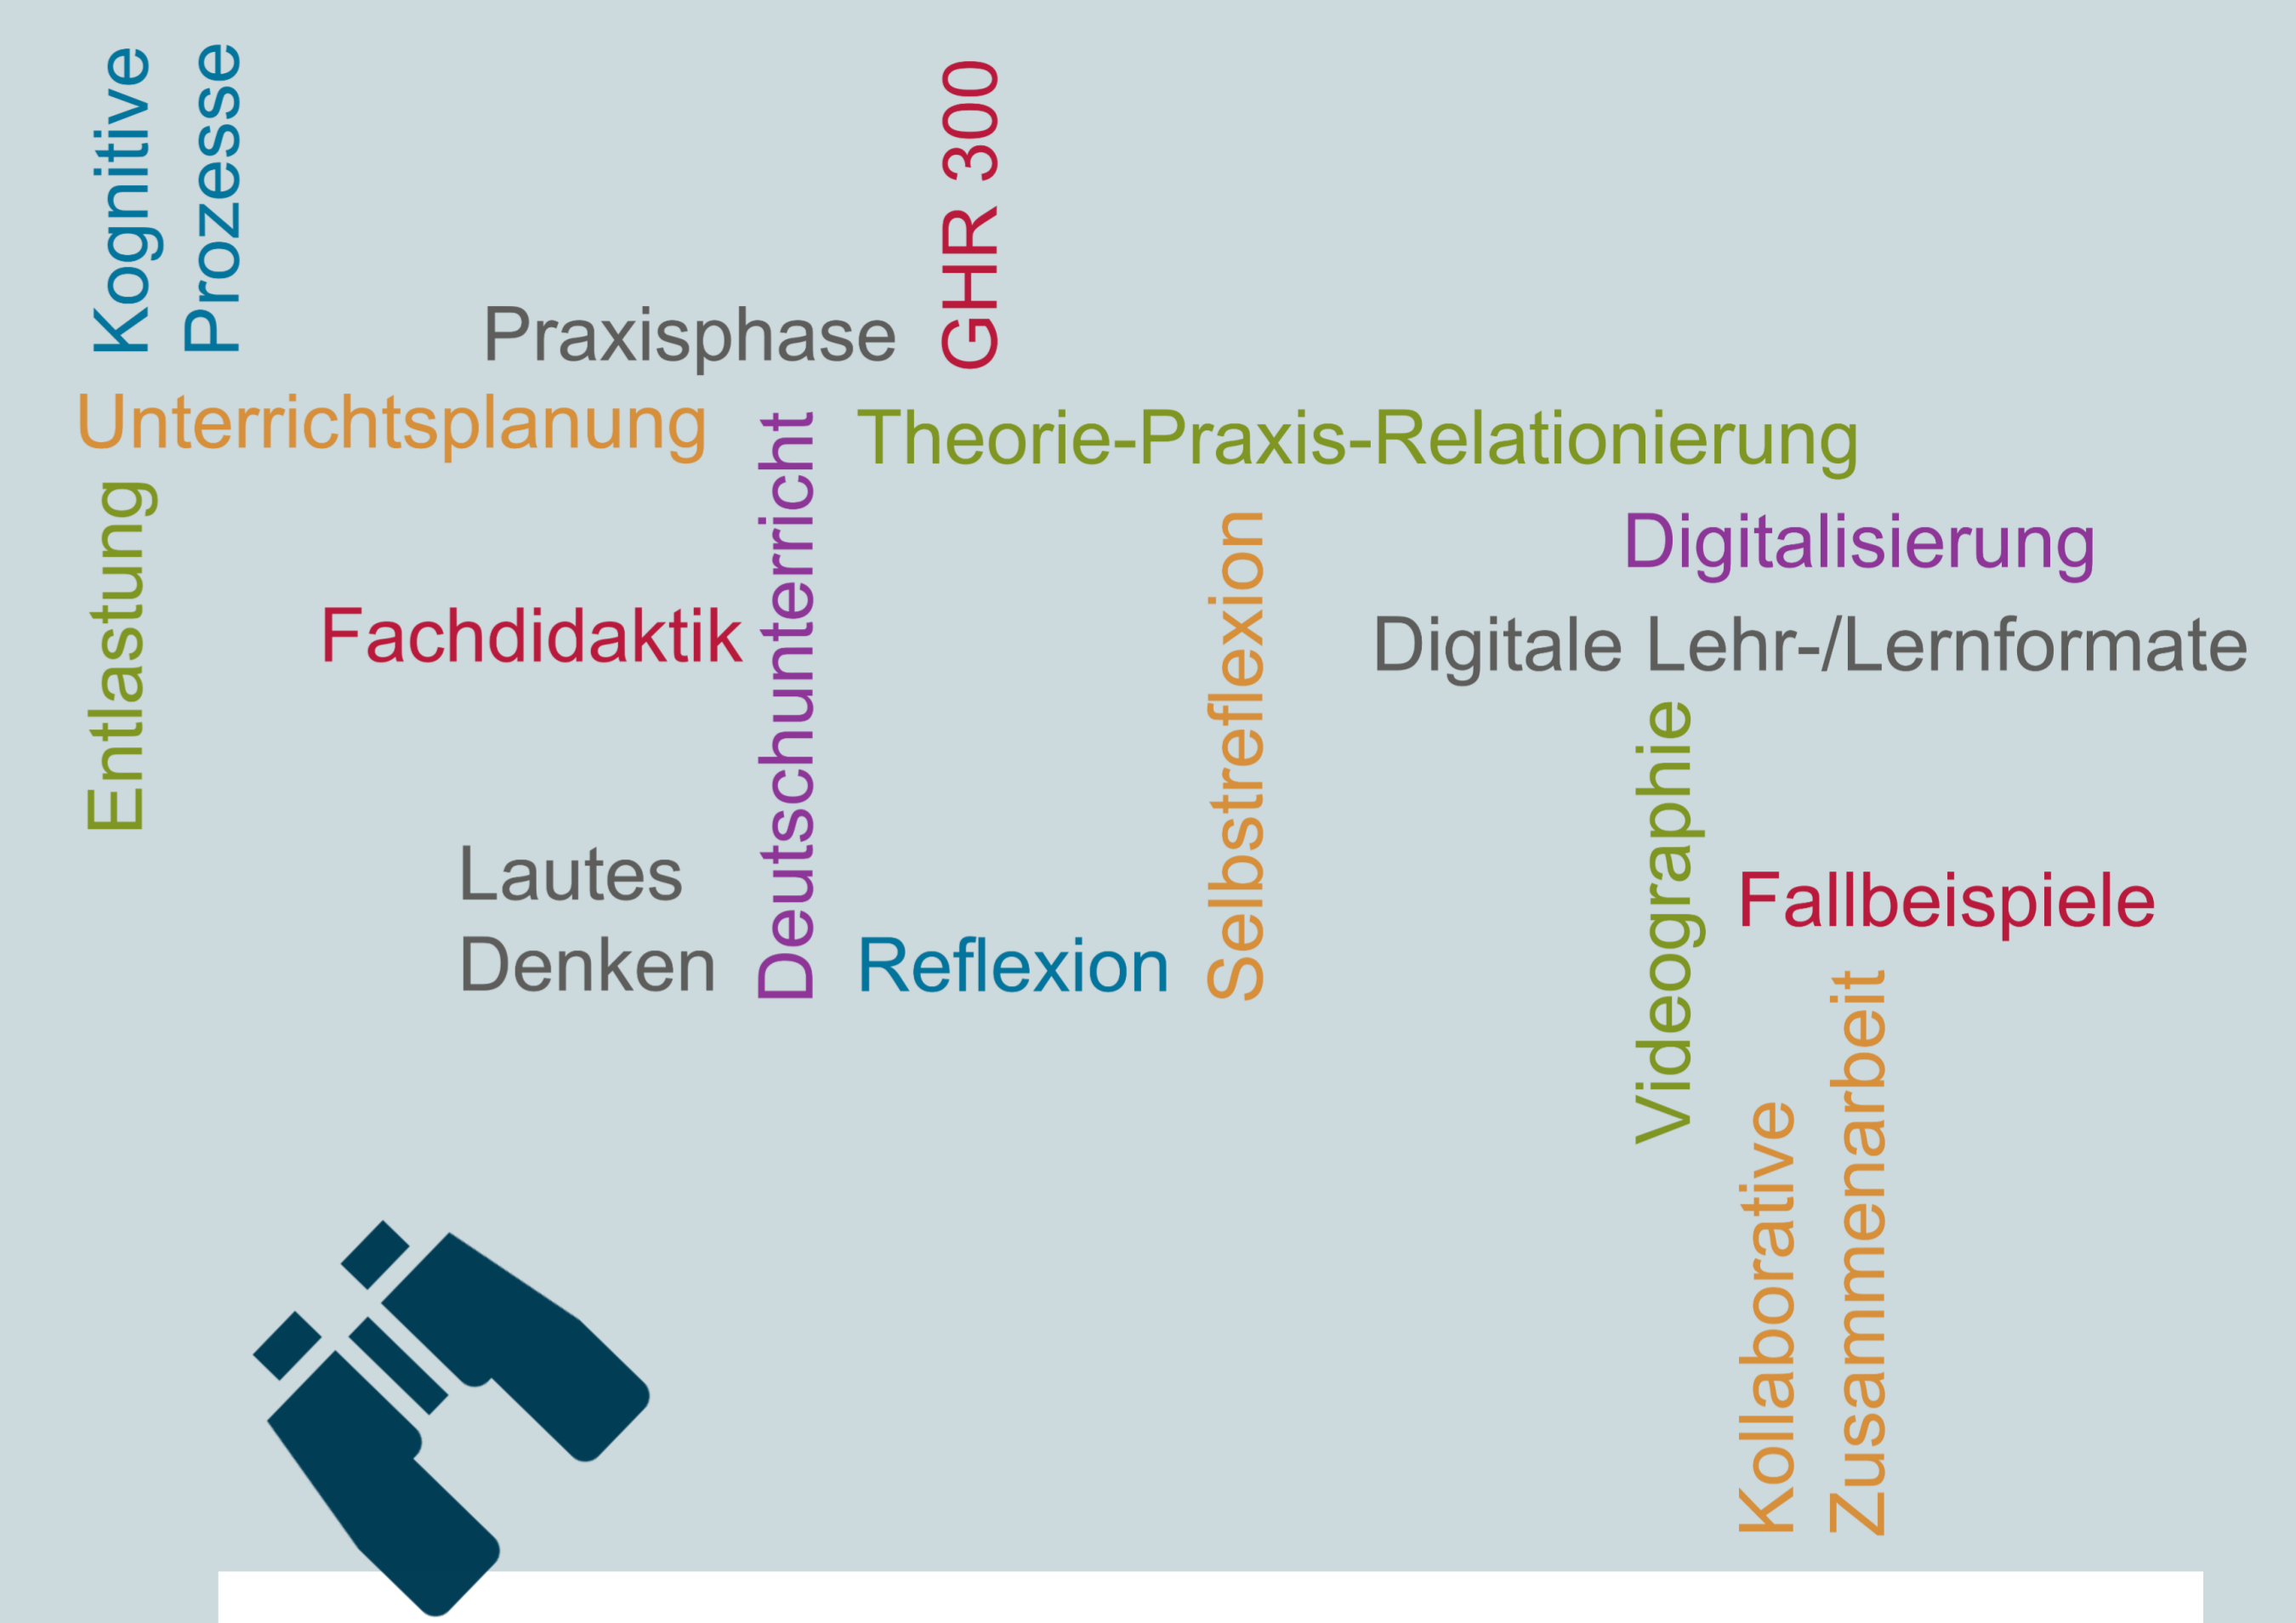 Kognitive
Prozesse
GHR 300
Praxisphase
Unterrichtsplanung
Theorie-Praxis-Relationierung
Entlastung
Deutschunterricht
Selbstreflexion
Digitalisierung
Fachdidaktik
Digitale Lehr-/Lernformate
Videographie
Lautes
Denken
Fallbeispiele
Reflexion
Kollaborative
Zusammenarbeit